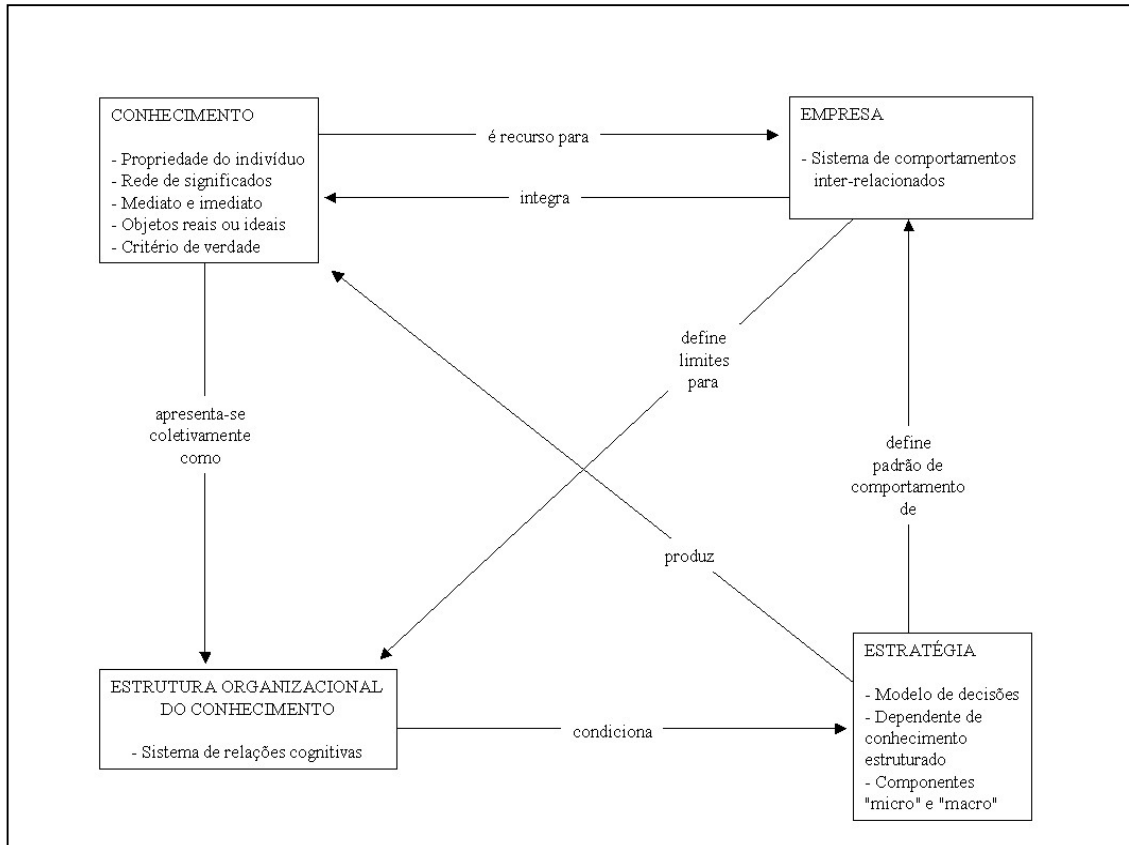 CONHECIMENTO
- Propriedade do indivíduo
- Rede de significados
- Mediato e imediato
- Objetos reais ou ideais
- Critério de verdade
é recurso para
integra
EMPRESA
- Sistema de comportamentos
inter-relacionados
define
limites
para
apresenta-se
coletivamente
como
define
padrão de
comportamento
de
produz
ESTRUTURA ORGANIZACIONAL
DO CONHECIMENTO
- Sistema de relações cognitivas
condiciona
ESTRATÉGIA
- Modelo de decisões
- Dependente de
conhecimento
estruturado
- Componentes
"micro" e "macro"